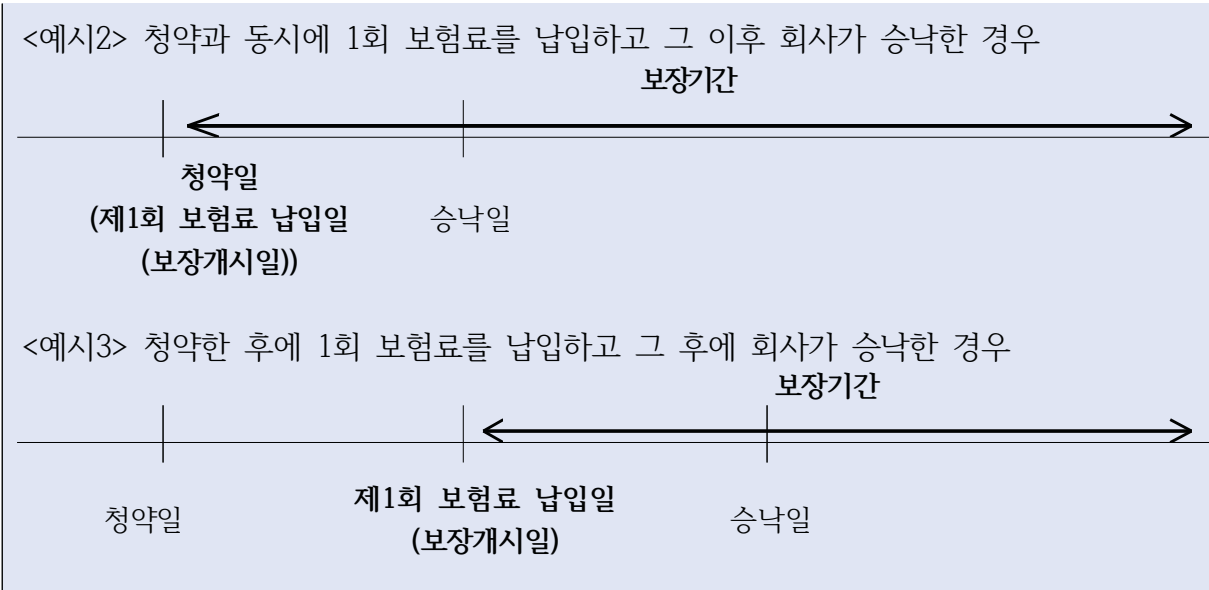 <예시2> 청약과 동시에 1회 보험료를 납입하고 그 이후 회사가 승낙한 경우
보장기간
청약일
(제1회 보험료 납입일
(보장개시일))
승낙일
<예시3> 청약한 후에 1회 보험료를 납입하고 그 후에 회사가 승낙한 경우
보장기간
청약일
제1회 보험료 납입일
(보장개시일)
승낙일